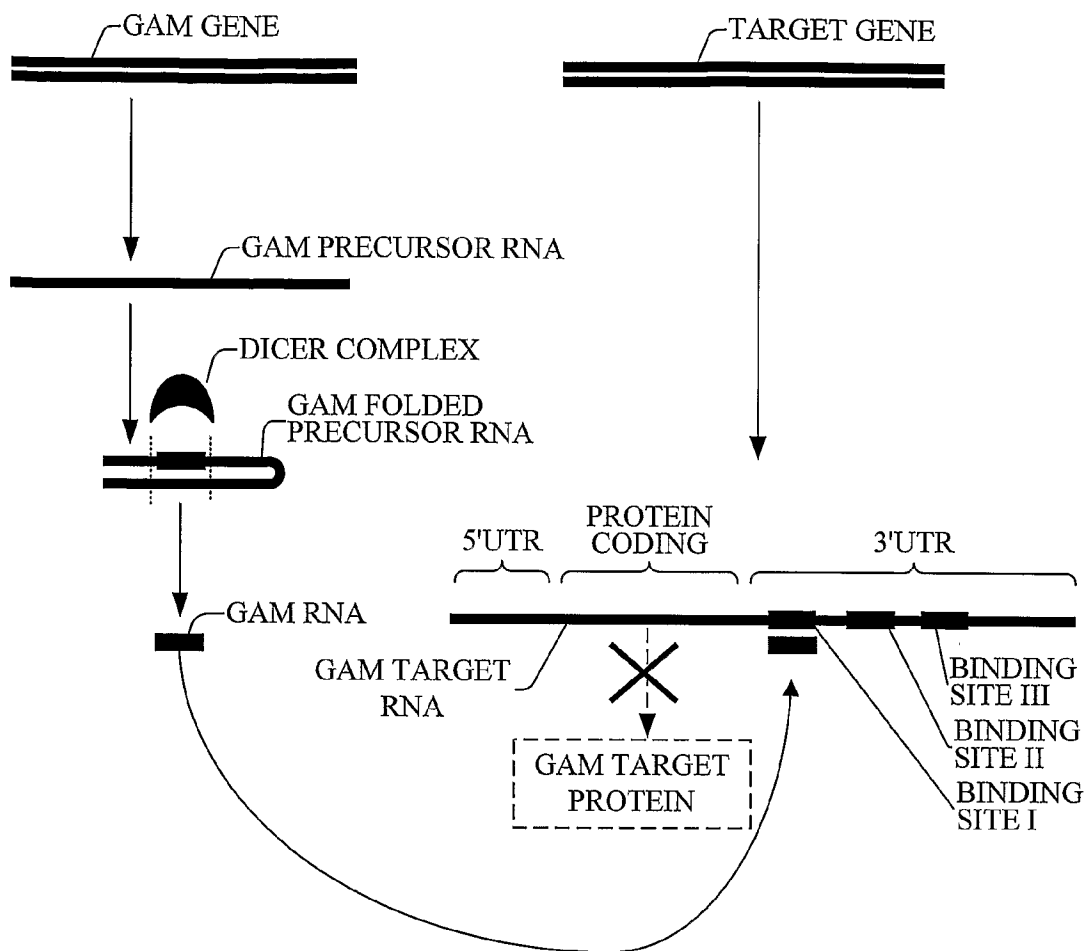 GAM GENE
TARGET GENE
GAM PRECURSOR RNA
DICER COMPLEX
GAM FOLDED
PRECURSOR RNA
5'UTR
PROTEIN
CODING
3'UTR
GAM RNA
GAM TARGET
RNA
BINDING
SITE III
BINDING
SITE II
BINDING
SITE I
GAM TARGET
PROTEIN